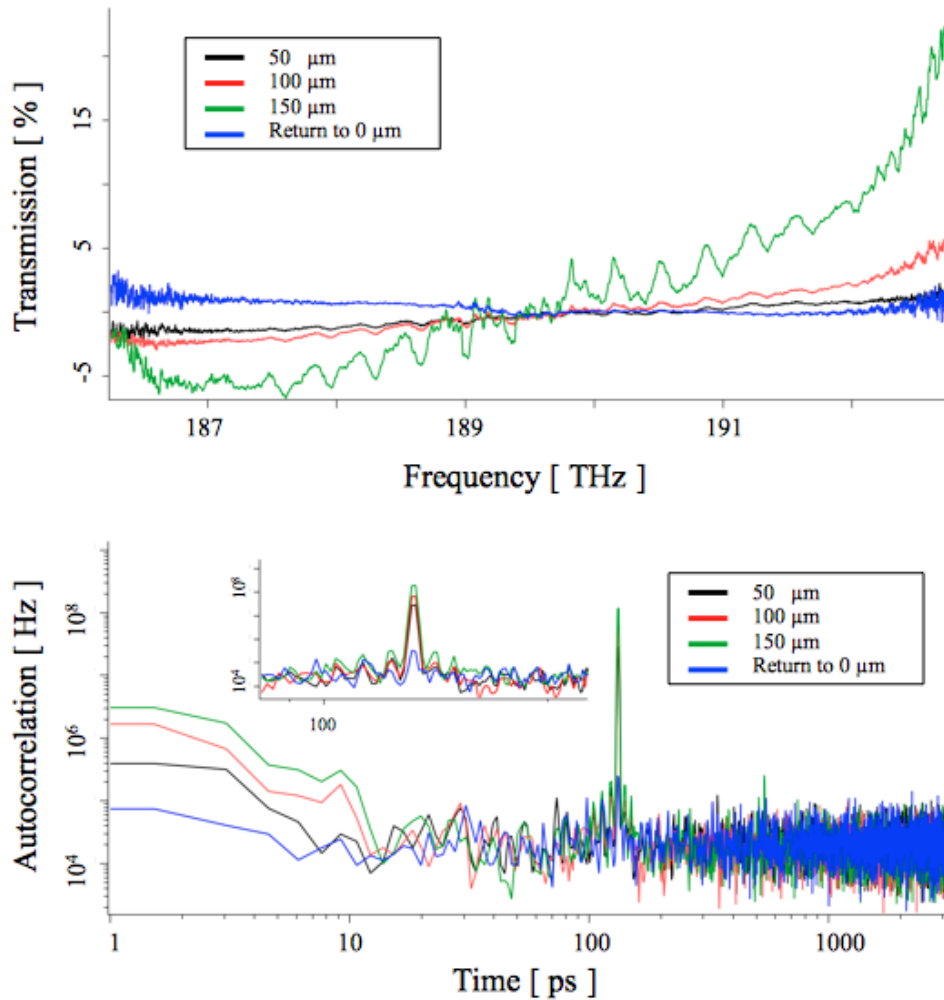 Transmission [ % ]
15
5
-5
50 µm
100 µm
150 µm
Return to 0 µm
187
189
191
Frequency [ THz ]
Autocorrelation [ Hz ]
10⁸
10⁶
10⁴
10⁸
10⁴
100
50 µm
100 µm
150 µm
Return to 0 µm
1
10
100
1000
Time [ ps ]